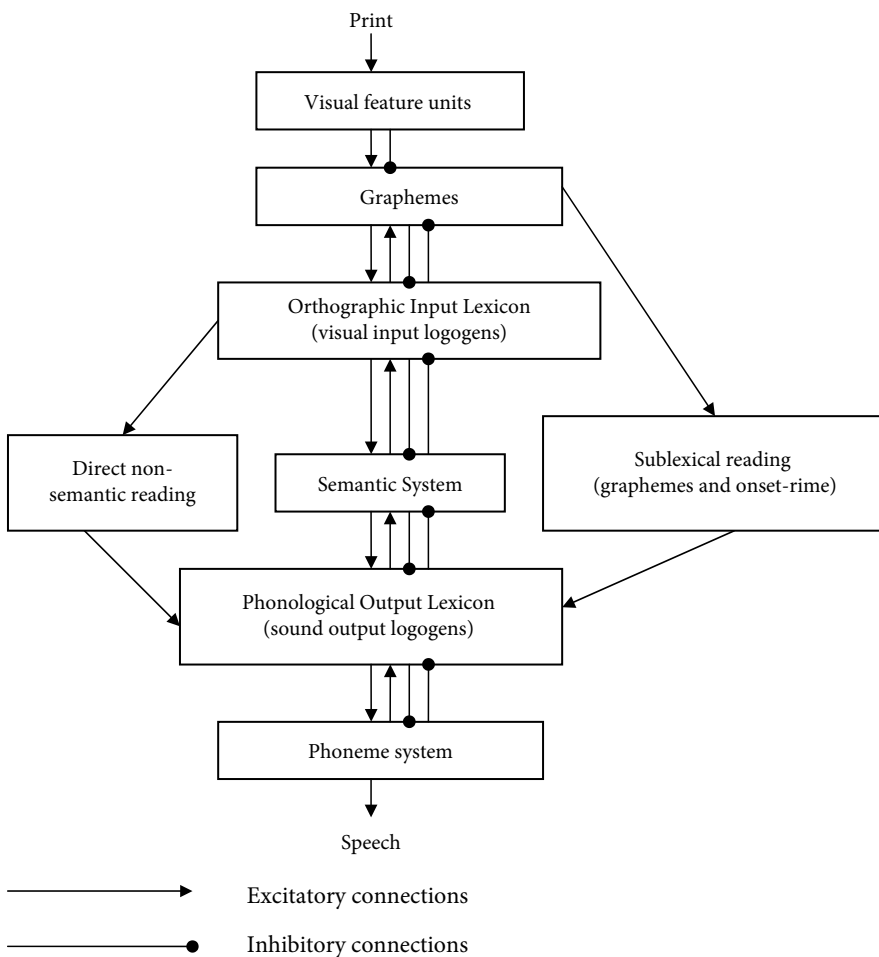 Print
Visual feature units
Graphemes
Orthographic Input Lexicon
(visual input logogens)
Direct non-
semantic reading
Semantic System
Sublexical reading
(graphemes and onset-rime)
Phonological Output Lexicon
(sound output logogens)
Phoneme system
Speech
Excitatory connections
Inhibitory connections